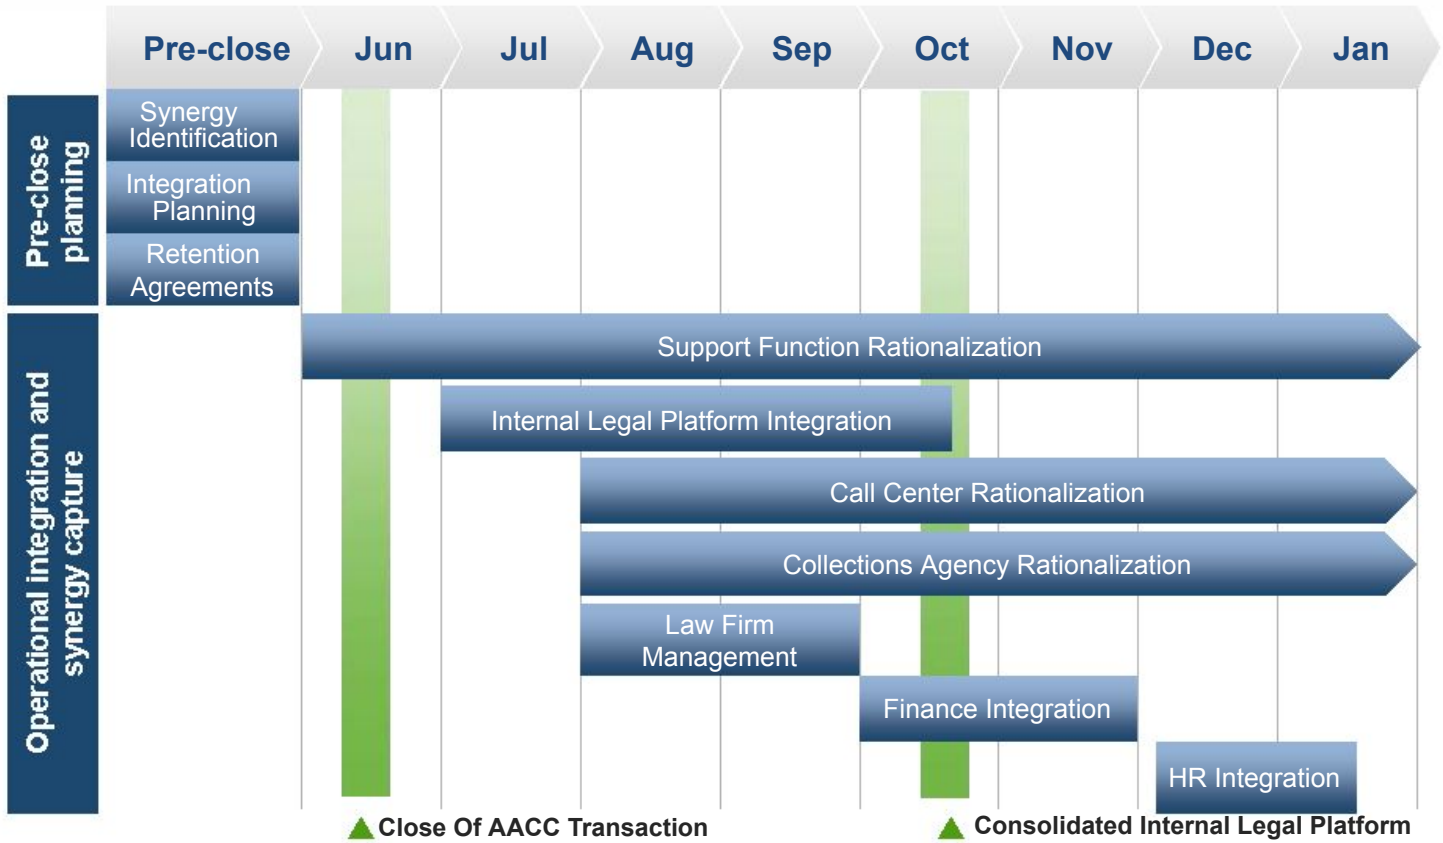 Pre-close Jun Jul Aug Sep Oct Nov Dec Jan
Pre-close
planning
Synergy
Identification
Integration
Planning
Retention
Agreements
Operational integration and
synergy capture
Support Function Rationalization
Internal Legal Platform Integration
Call Center Rationalization
Collections Agency Rationalization
Law Firm
Management
Finance Integration
HR Integration
Close Of AACC Transaction
Consolidated Internal Legal Platform